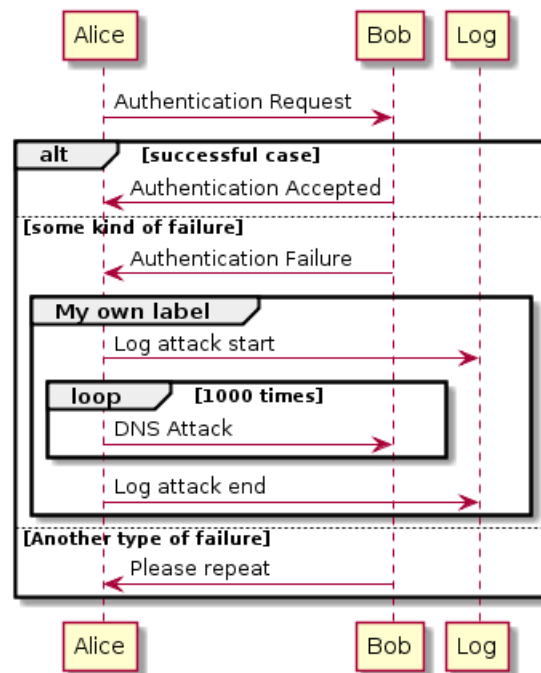 Alice Bob Log
Authentication Request
alt [successful case]
Authentication Accepted
[some kind of failure]
Authentication Failure
My own label
Log attack start
loop [1000 times]
DNS Attack
Log attack end
[Another type of failure]
Please repeat
Alice Bob Log